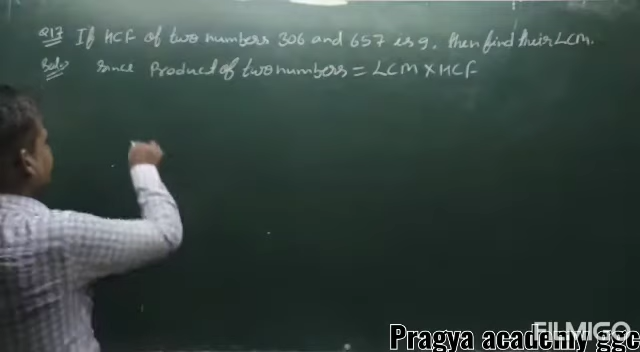 Q17 If HCF of two numbers 306 and 657 is 9, then find their LCM.
Soln Since Product of two numbers = LCM × HCF
FILMIGO
Pragya academy ggc